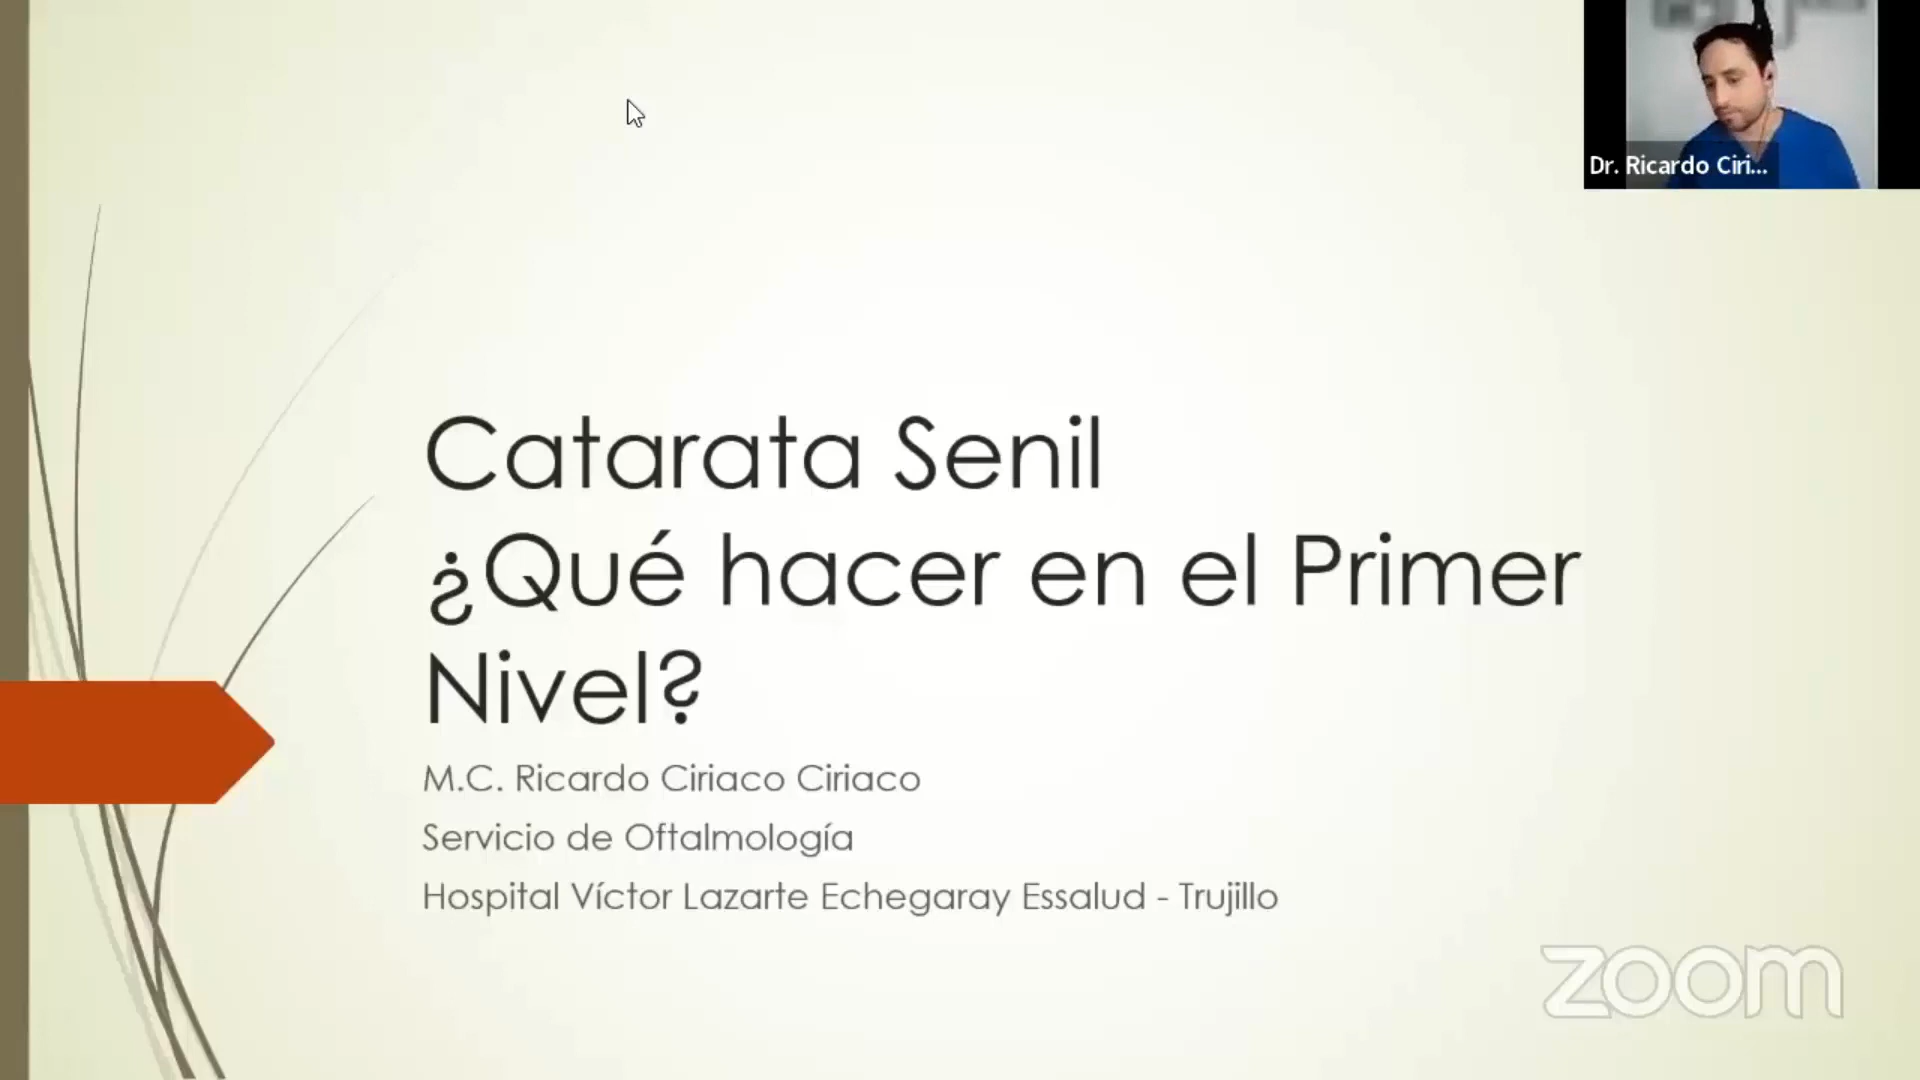 Dr. Ricardo Ciri...
Catarata Senil
¿Qué hacer en el Primer
Nivel?
M.C. Ricardo Ciriaco Ciriaco
Servicio de Oftalmología
Hospital Víctor Lazarte Echegaray Essalud - Trujillo
zoom